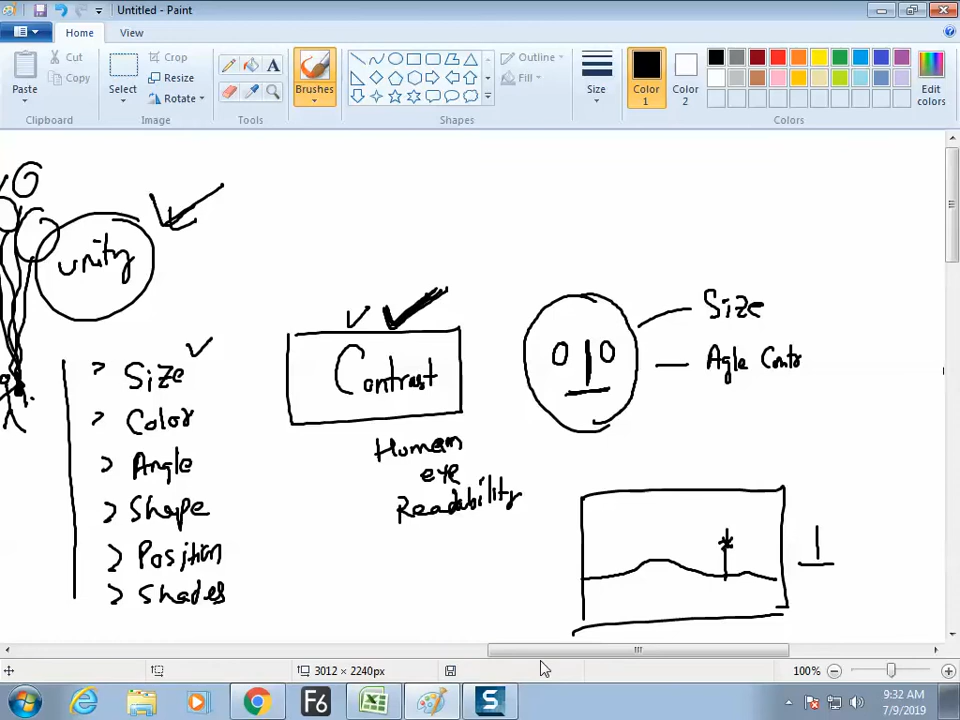 Untitled - Paint
Home
View
Paste
Cut
Copy
Clipboard
Select
Crop
Resize
Rotate
Image
A
Tools
Brushes
Shapes
Outline
Fill
Size
Color 1
Color 2
Edit colors
Colors
unity
Size
Color
Angle
Shape
Position
Shades
Contrast
Human
eye
Readability
Size
Agle Contr
3012 × 2240px
100%
F6
S
9:32 AM
7/9/2019